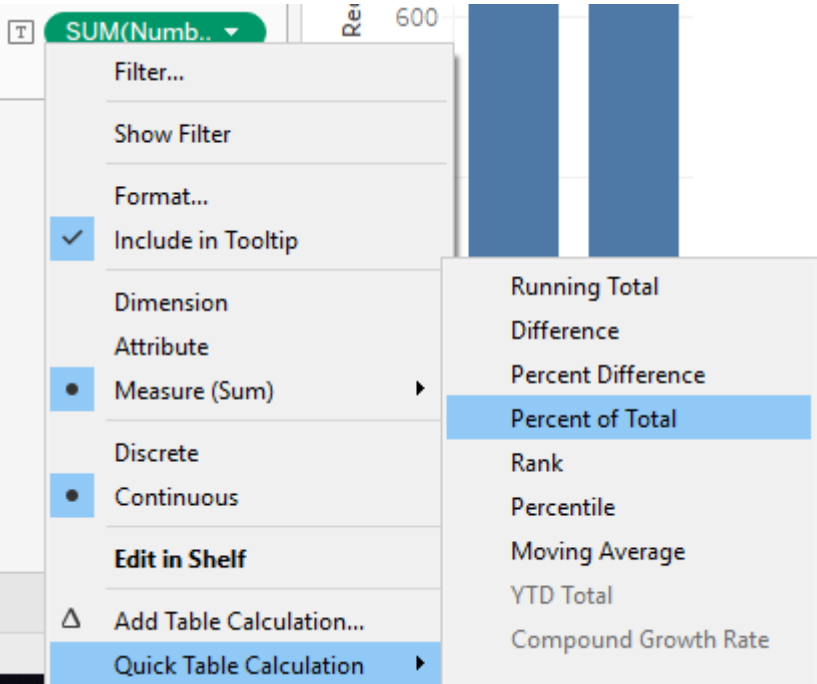 T
SUM(Numb..
Re
600
Filter...
Show Filter
Format...
Include in Tooltip
Dimension
Attribute
Measure (Sum)
Discrete
Continuous
Edit in Shelf
Add Table Calculation...
Quick Table Calculation
Running Total
Difference
Percent Difference
Percent of Total
Rank
Percentile
Moving Average
YTD Total
Compound Growth Rate